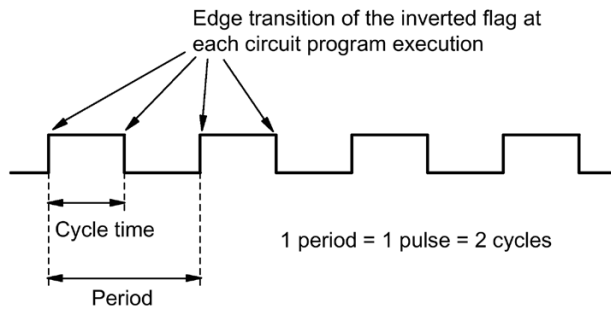 Edge transition of the inverted flag at
each circuit program execution
Cycle time
1 period = 1 pulse = 2 cycles
Period